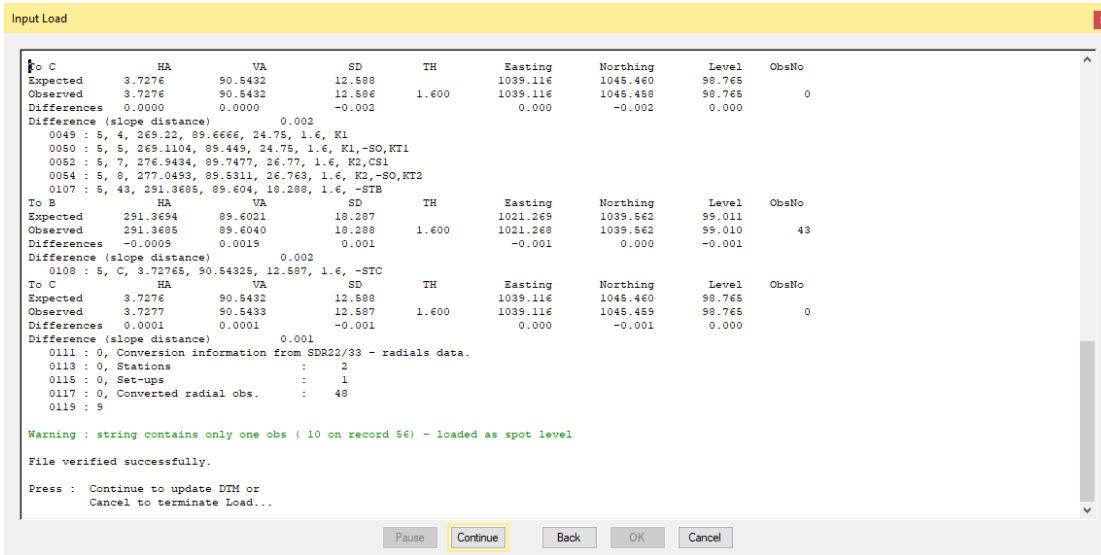 Input Load
To C HA VA SD TH Easting Northing Level ObsNo
Expected 3.7276 90.5432 12.588 1039.116 1045.460 98.765
Observed 3.7276 90.5432 12.586 1.600 1039.116 1045.458 98.765 0
Differences 0.0000 0.0000 -0.002 0.000 -0.002 0.000
Difference (slope distance) 0.002
0049 : 5, 4, 269.22, 89.6666, 24.75, 1.6, K1
0050 : 5, 5, 269.1104, 89.449, 24.75, 1.6, K1,-SO,KT1
0052 : 5, 7, 276.9434, 89.7477, 26.77, 1.6, K2,CS1
0054 : 5, 8, 277.0493, 89.5311, 26.763, 1.6, K2,-SO,KT2
0107 : 5, 43, 291.3685, 89.604, 18.288, 1.6, -STB
To B HA VA SD TH Easting Northing Level ObsNo
Expected 291.3694 89.6021 18.287 1021.269 1039.562 99.011
Observed 291.3685 89.6040 18.288 1.600 1021.268 1039.562 99.010 43
Differences -0.0009 0.0019 0.001 -0.001 0.000 -0.001
Difference (slope distance) 0.002
0108 : 5, C, 3.72765, 90.54325, 12.587, 1.6, -STC
To C HA VA SD TH Easting Northing Level ObsNo
Expected 3.7276 90.5432 12.588 1039.116 1045.460 98.765
Observed 3.7277 90.5433 12.587 1.600 1039.116 1045.459 98.765 0
Differences 0.0001 0.0001 -0.001 0.000 -0.001 0.000
Difference (slope distance) 0.001
0111 : 0, Conversion information from SDR22/33 - radials data.
0113 : 0, Stations : 2
0115 : 0, Set-ups : 1
0117 : 0, Converted radial obs. : 48
0119 : 9
Warning : string contains only one obs ( 10 on record 56) - loaded as spot level
File verified successfully.
Press : Continue to update DTM or
Cancel to terminate Load...
Pause Continue Back OK Cancel